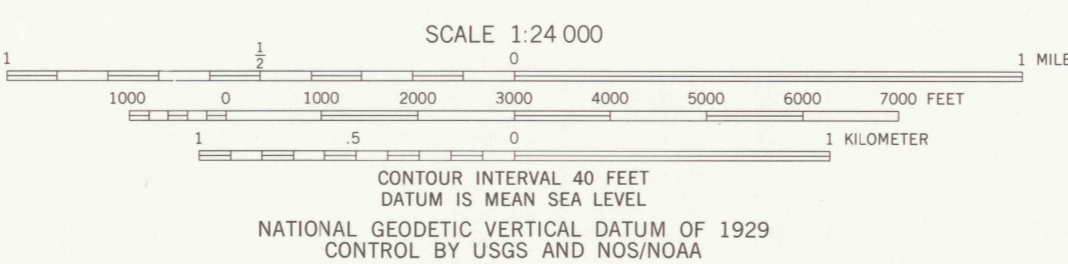 SCALE 1:24 000
1 1/2 0 1 MILE
1000 0 1000 2000 3000 4000 5000 6000 7000 FEET
1 .5 0 1 KILOMETER
CONTOUR INTERVAL 40 FEET
DATUM IS MEAN SEA LEVEL
NATIONAL GEODETIC VERTICAL DATUM OF 1929
CONTROL BY USGS AND NOS/NOAA